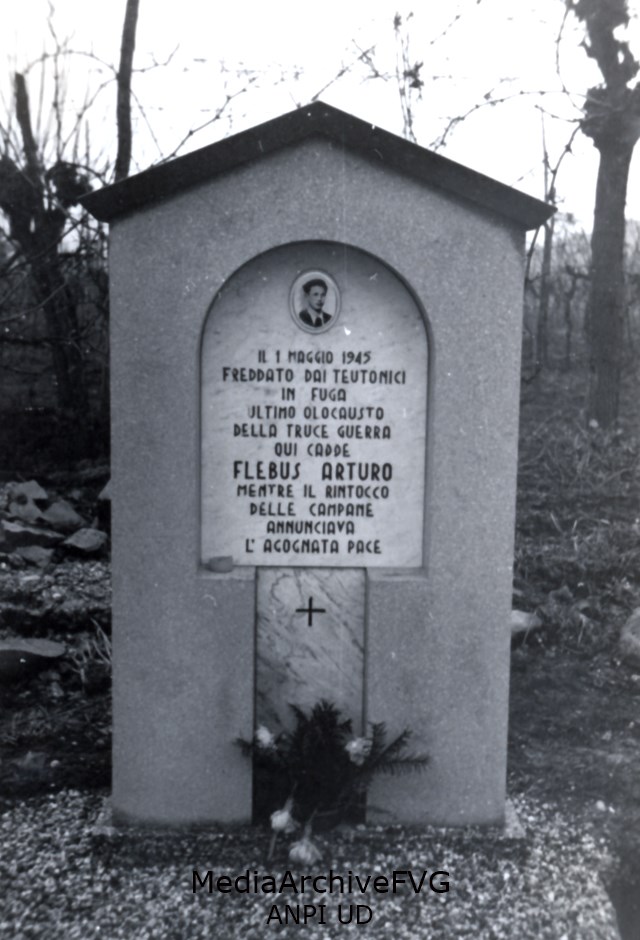 IL 1 MAGGIO 1945
FREDDATO DAI TEUTONICI
IN FUGA
ULTIMO OLOCAUSTO
DELLA TRUCE GUERRA
QUI CADDE
FLEBUS ARTURO
MENTRE IL RINTOCCO
DELLE CAMPANE
ANNUNCIAVA
L' AGOGNATA PACE
MediaArchiveFVG
ANPI UD